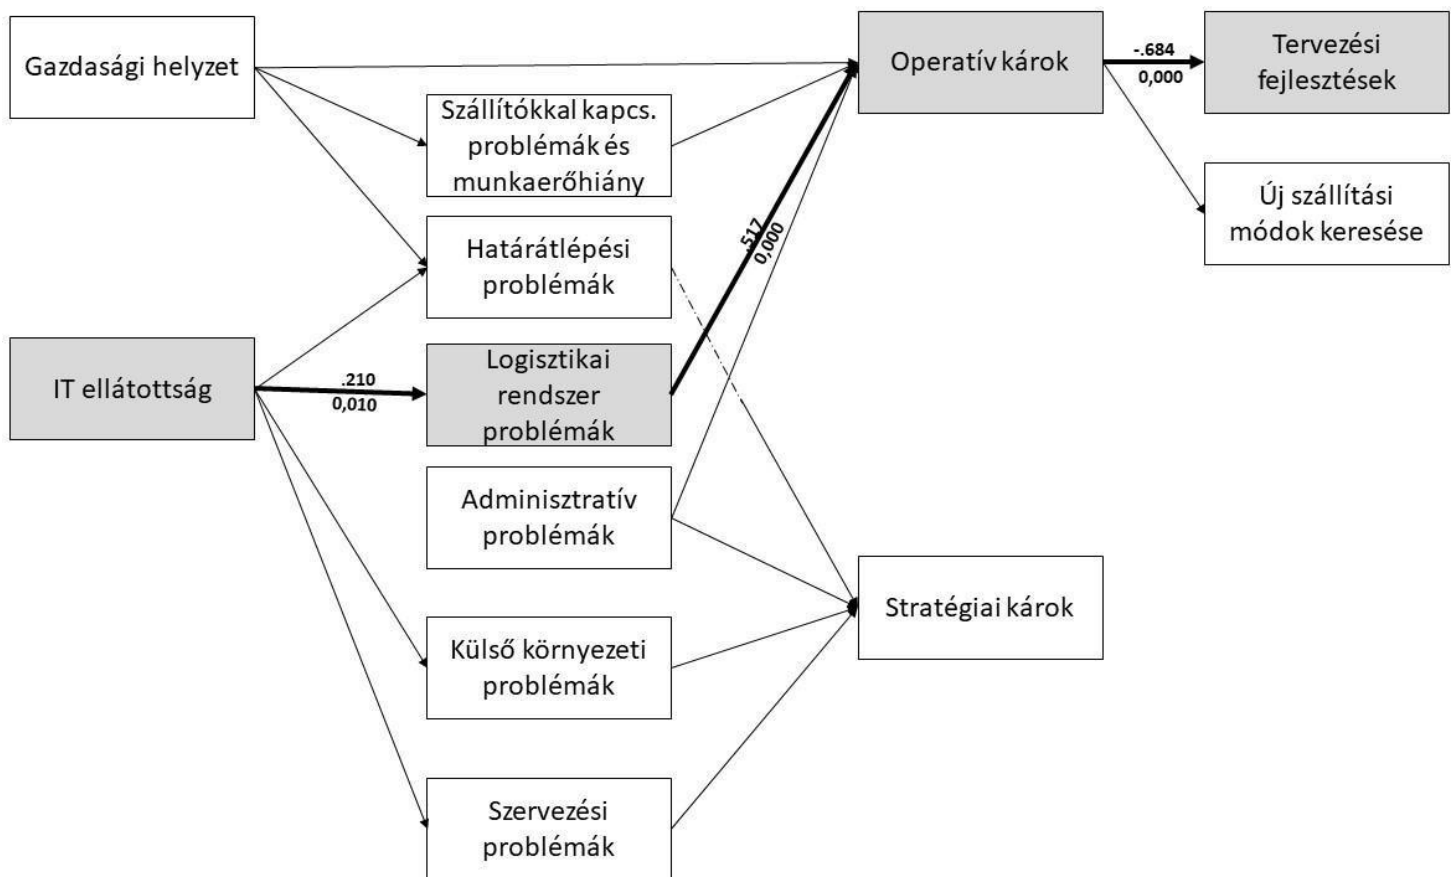 Gazdasági helyzet
Szállítókkal kapcs.
problémák és
munkaerőhiány
Határátlépési
problémák
IT ellátottság
.210
0,010
Logisztikai
rendszer
problémák
Adminisztratív
problémák
Külső környezeti
problémák
Szervezési
problémák
.517
0,000
Operatív károk
-.684
0,000
Tervezési
fejlesztések
Új szállítási
módok keresése
Stratégiai károk